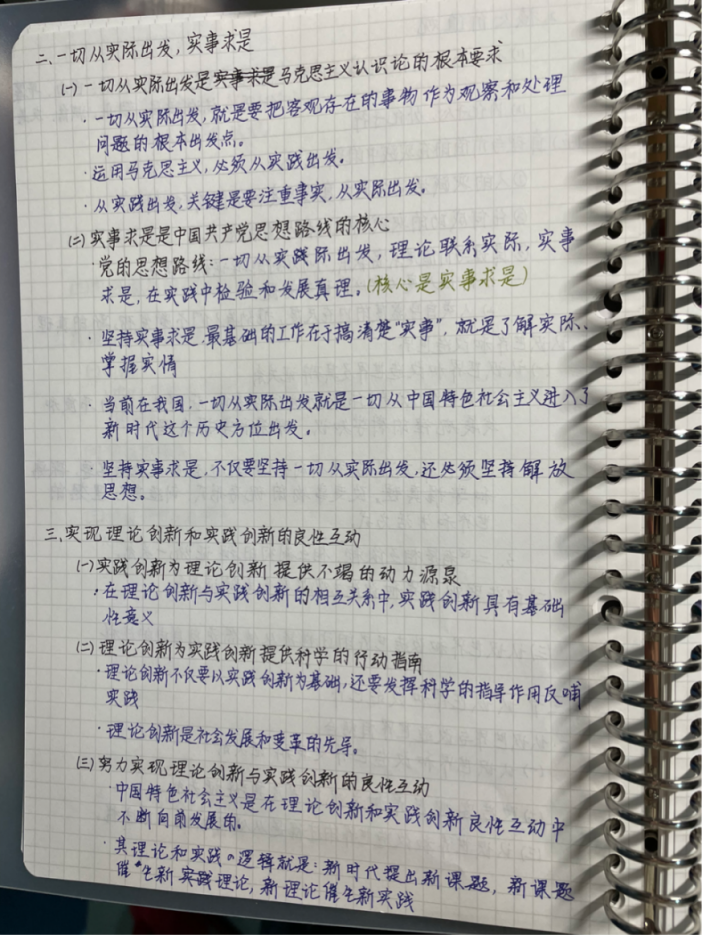 二、一切从实际出发,实事求是
(一)一切从实际出发是实事求是马克思主义认识论的根本要求
·一切从实际出发,就是要把客观存在的事物作为观察和处理
问题的根本出发点。
·运用马克思主义,必须从实践出发。
·从实践出发,关键是要注重事实,从实际出发。
(二)实事求是是中国共产党思想路线的核心
·党的思想路线:一切从实践际出发,理论联系实际,实事
求是,在实践中检验和发展真理。(核心是实事求是)
·坚持实事求是,最基础的工作在于搞清楚“实事”,就是了解实际、
掌握实情
·当前在我国,一切从实际出发就是一切从中国特色社会主义进入了
新时代这个历史方位出发。
·坚持实事求是,不仅要坚持一切从实际出发,还必须坚持解放
思想。
三、实现理论创新和实践创新的良性互动
(一)实践创新为理论创新提供不竭的动力源泉
·在理论创新与实践创新的相互关系中,实践创新具有基础
性意义
(二)理论创新为实践创新提供科学的行动指南
·理论创新不仅要以实践创新为基础,还要发挥科学的指导作用反哺
实践
·理论创新是社会发展和变革的先导。
(三)努力实现理论创新与实践创新的良性互动
·中国特色社会主义是在理论创新和实践创新良性互动中
不断向前发展的。
·其理论和实践的逻辑就是:新时代提出新课题,新课题
催生新实践理论,新理论催生新实践